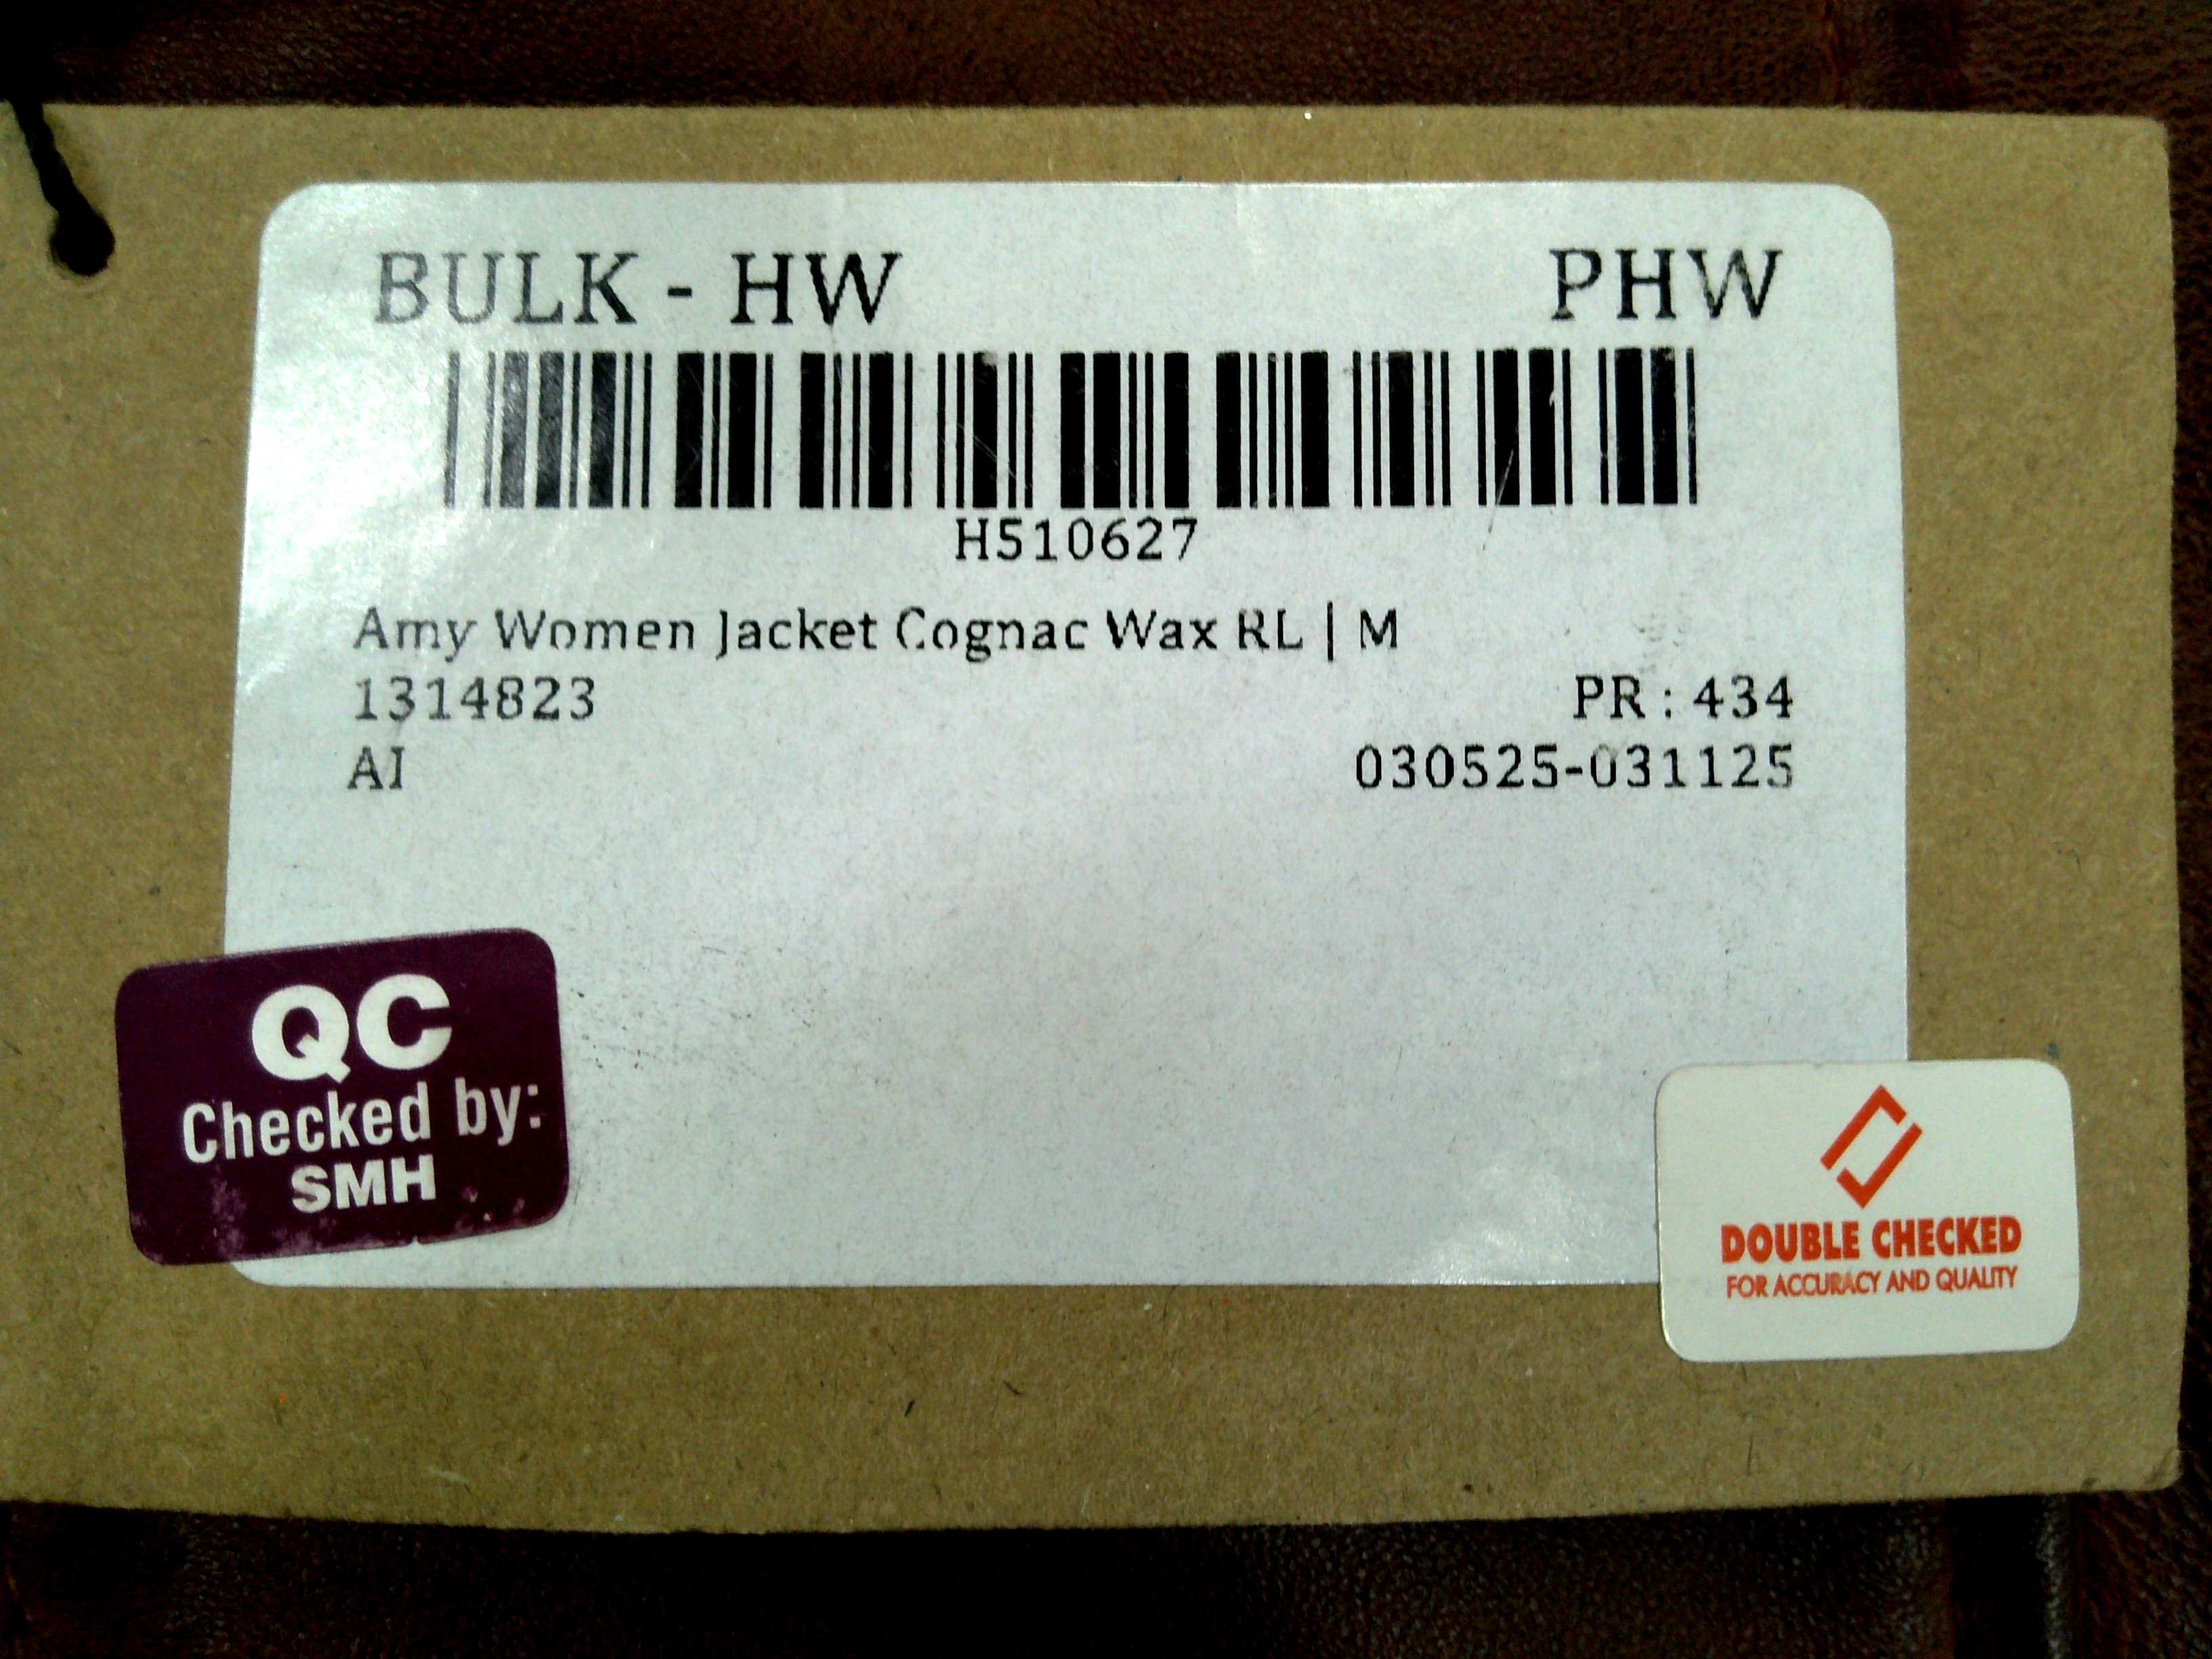 BULK - HW PHW
H510627
Amy Women Jacket Cognac Wax RL | M
1314823 PR : 434
AI 030525-031125
QC
Checked by:
SMH
DOUBLE CHECKED
FOR ACCURACY AND QUALITY